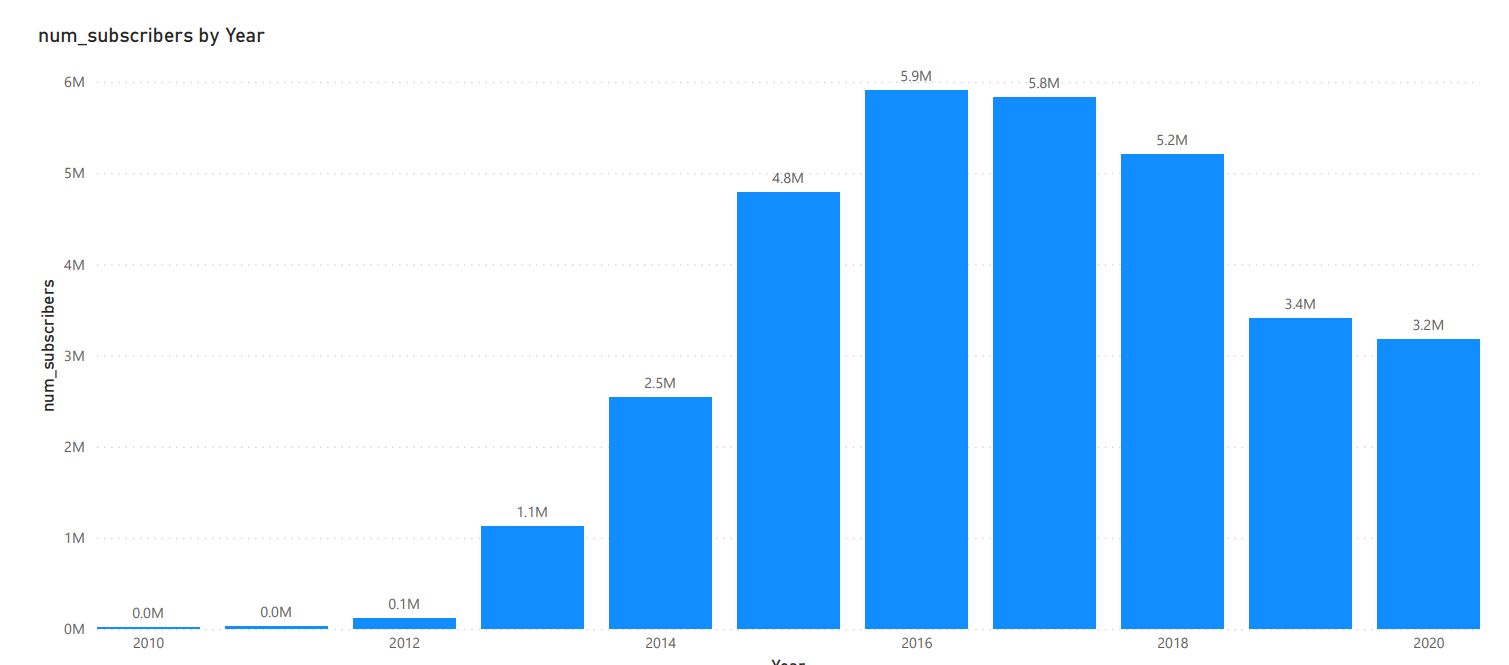 num_subscribers by Year
6M
5M
4M
3M
2M
1M
0M
num_subscribers
0.0M
0.0M
0.1M
1.1M
2.5M
4.8M
5.9M
5.8M
5.2M
3.4M
3.2M
2010
2012
2014
2016
2018
2020
Year